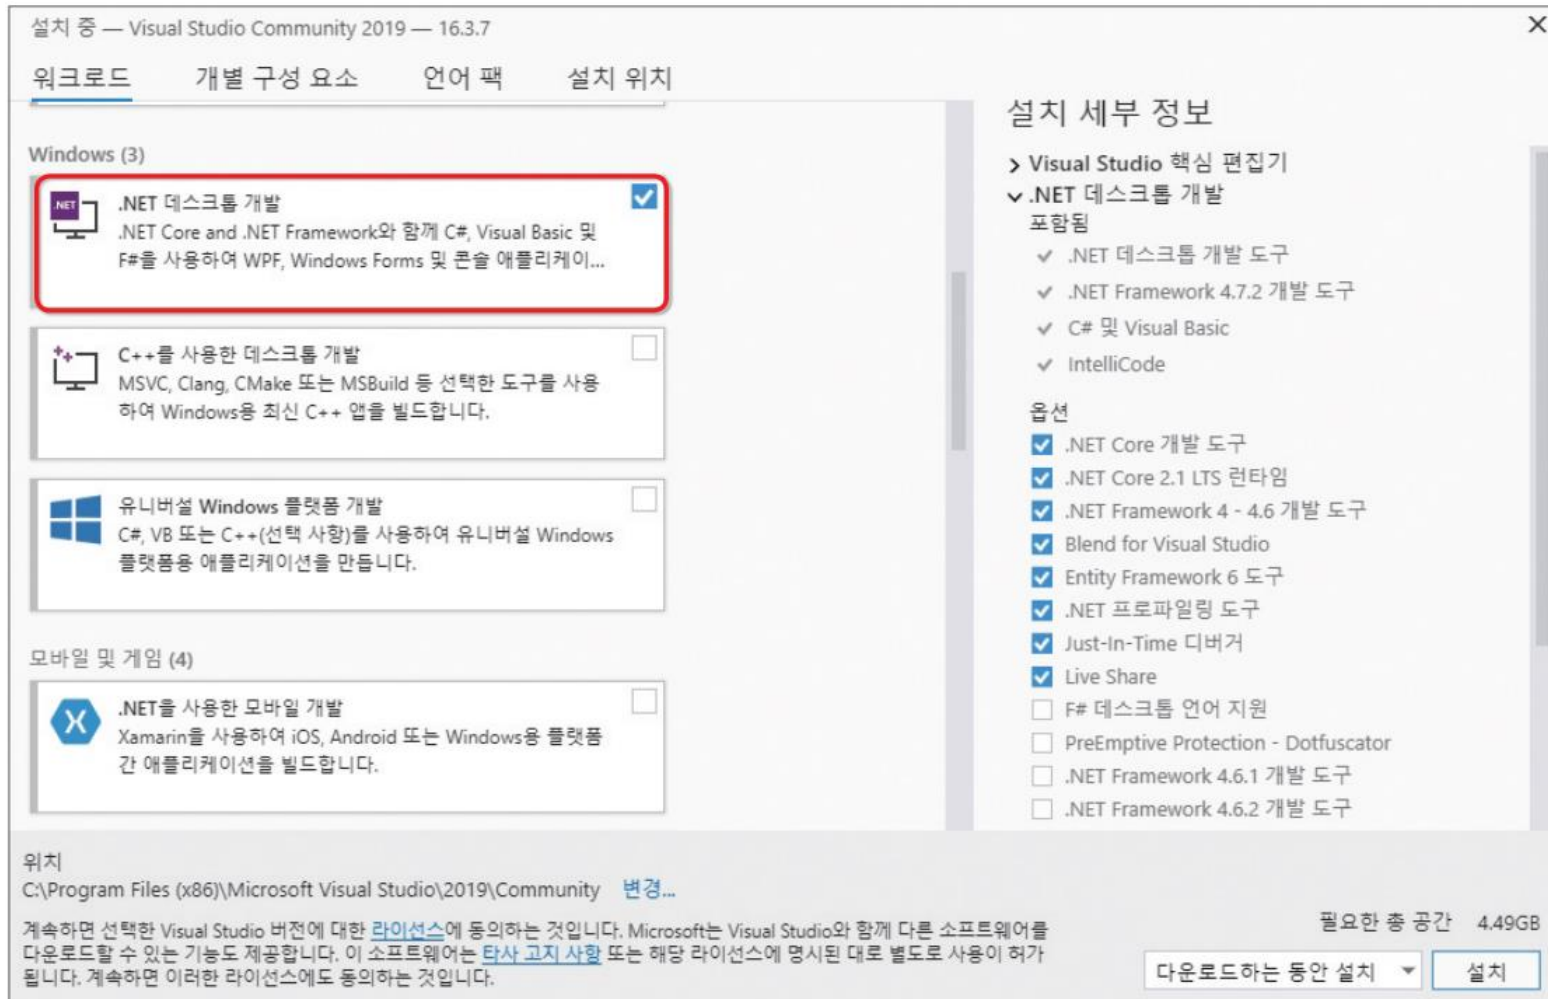 설치 중 — Visual Studio Community 2019 — 16.3.7
워크로드 개별 구성 요소 언어 팩 설치 위치
Windows (3)
.NET
.NET 데스크톱 개발
.NET Core and .NET Framework와 함께 C#, Visual Basic 및
F#을 사용하여 WPF, Windows Forms 및 콘솔 애플리케이...
C++를 사용한 데스크톱 개발
MSVC, Clang, CMake 또는 MSBuild 등 선택한 도구를 사용
하여 Windows용 최신 C++ 앱을 빌드합니다.
유니버설 Windows 플랫폼 개발
C#, VB 또는 C++(선택 사항)를 사용하여 유니버설 Windows
플랫폼용 애플리케이션을 만듭니다.
모바일 및 게임 (4)
.NET을 사용한 모바일 개발
Xamarin을 사용하여 iOS, Android 또는 Windows용 플랫폼
간 애플리케이션을 빌드합니다.
설치 세부 정보
Visual Studio 핵심 편집기
.NET 데스크톱 개발
포함됨
.NET 데스크톱 개발 도구
.NET Framework 4.7.2 개발 도구
C# 및 Visual Basic
IntelliCode
옵션
.NET Core 개발 도구
.NET Core 2.1 LTS 런타임
.NET Framework 4 - 4.6 개발 도구
Blend for Visual Studio
Entity Framework 6 도구
.NET 프로파일링 도구
Just-In-Time 디버거
Live Share
F# 데스크톱 언어 지원
PreEmptive Protection - Dotfuscator
.NET Framework 4.6.1 개발 도구
.NET Framework 4.6.2 개발 도구
위치
C:\Program Files (x86)\Microsoft Visual Studio\2019\Community 변경...
계속하면 선택한 Visual Studio 버전에 대한 라이선스에 동의하는 것입니다. Microsoft는 Visual Studio와 함께 다른 소프트웨어를
다운로드할 수 있는 기능도 제공합니다. 이 소프트웨어는 타사 고지 사항 또는 해당 라이선스에 명시된 대로 별도로 사용이 허가
됩니다. 계속하면 이러한 라이선스에도 동의하는 것입니다.
필요한 총 공간 4.49GB
다운로드하는 동안 설치 설치